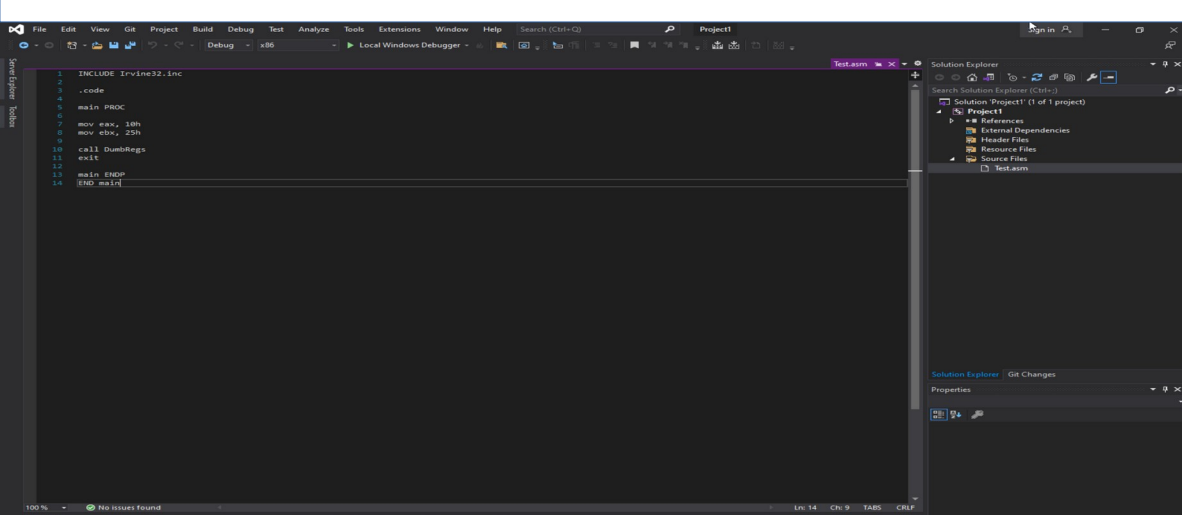 File Edit View Git Project Build Debug Test Analyze Tools Extensions Window Help Search (Ctrl+Q) Project1 Sign in
Debug x86 Local Windows Debugger
Server Explorer
Toolbox
Test.asm
1 INCLUDE Irvine32.inc
2
3 .code
4
5 main PROC
6
7 mov eax, 10h
8 mov ebx, 25h
9
10 call DumbRegs
11 exit
12
13 main ENDP
14 END main
100 % No issues found Ln: 14 Ch: 9 TABS CRLF
Solution Explorer
Search Solution Explorer (Ctrl+;)
Solution 'Project1' (1 of 1 project)
Project1
References
External Dependencies
Header Files
Resource Files
Source Files
Test.asm
Solution Explorer Git Changes
Properties